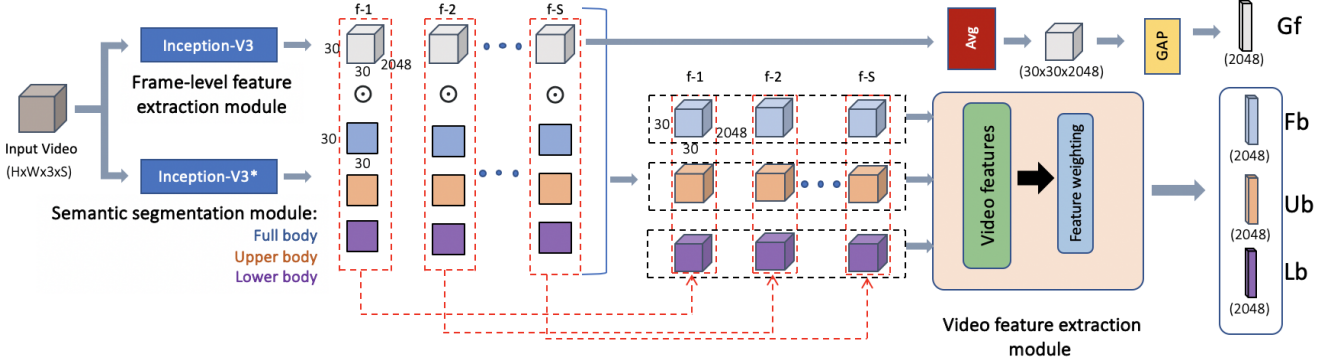 f-1
f-2
f-S
Inception-V3
30
30
2048
Frame-level feature
extraction module
Avg
(30x30x2048)
GAP
(2048)
Gf
Input Video
(HxWx3xS)
Inception-V3*
30
30
Semantic segmentation module:
Full body
Upper body
Lower body
f-1
f-2
f-S
30
30
2048
Video features
Feature weighting
Video feature extraction
module
(2048)
Fb
(2048)
Ub
(2048)
Lb